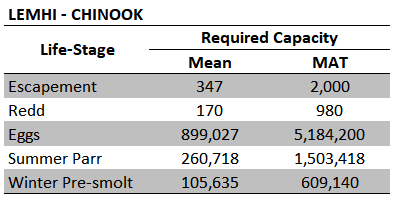 LEMHI - CHINOOK
Life-Stage Required Capacity
Mean MAT
Escapement 347 2,000
Redd 170 980
Eggs 899,027 5,184,200
Summer Parr 260,718 1,503,418
Winter Pre-smolt 105,635 609,140